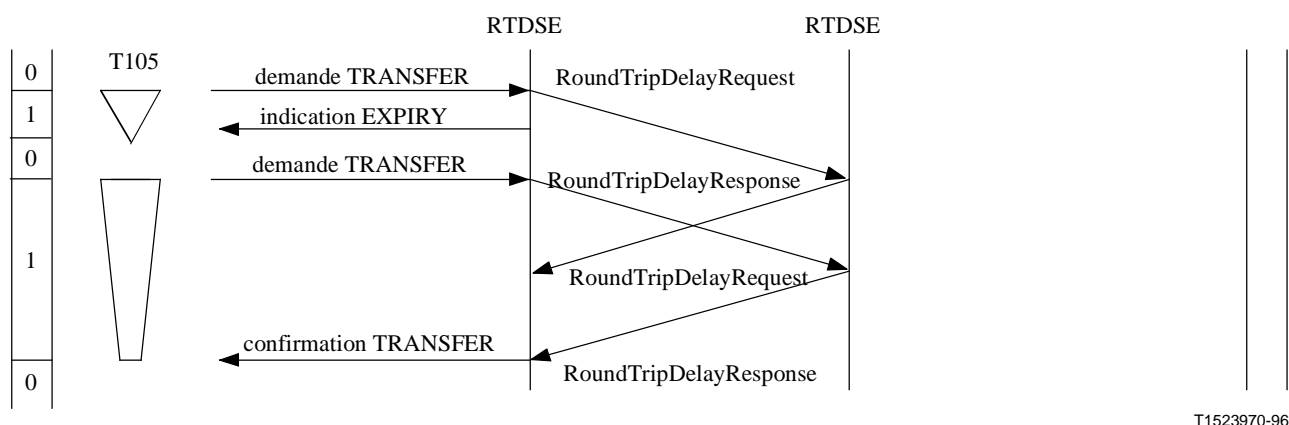 RTDSE RTDSE
T105
0
demande TRANSFER RoundTripDelayRequest
1
indication EXPIRY
0
demande TRANSFER
RoundTripDelayResponse
1
RoundTripDelayRequest
confirmation TRANSFER
RoundTripDelayResponse
0
T1523970-96